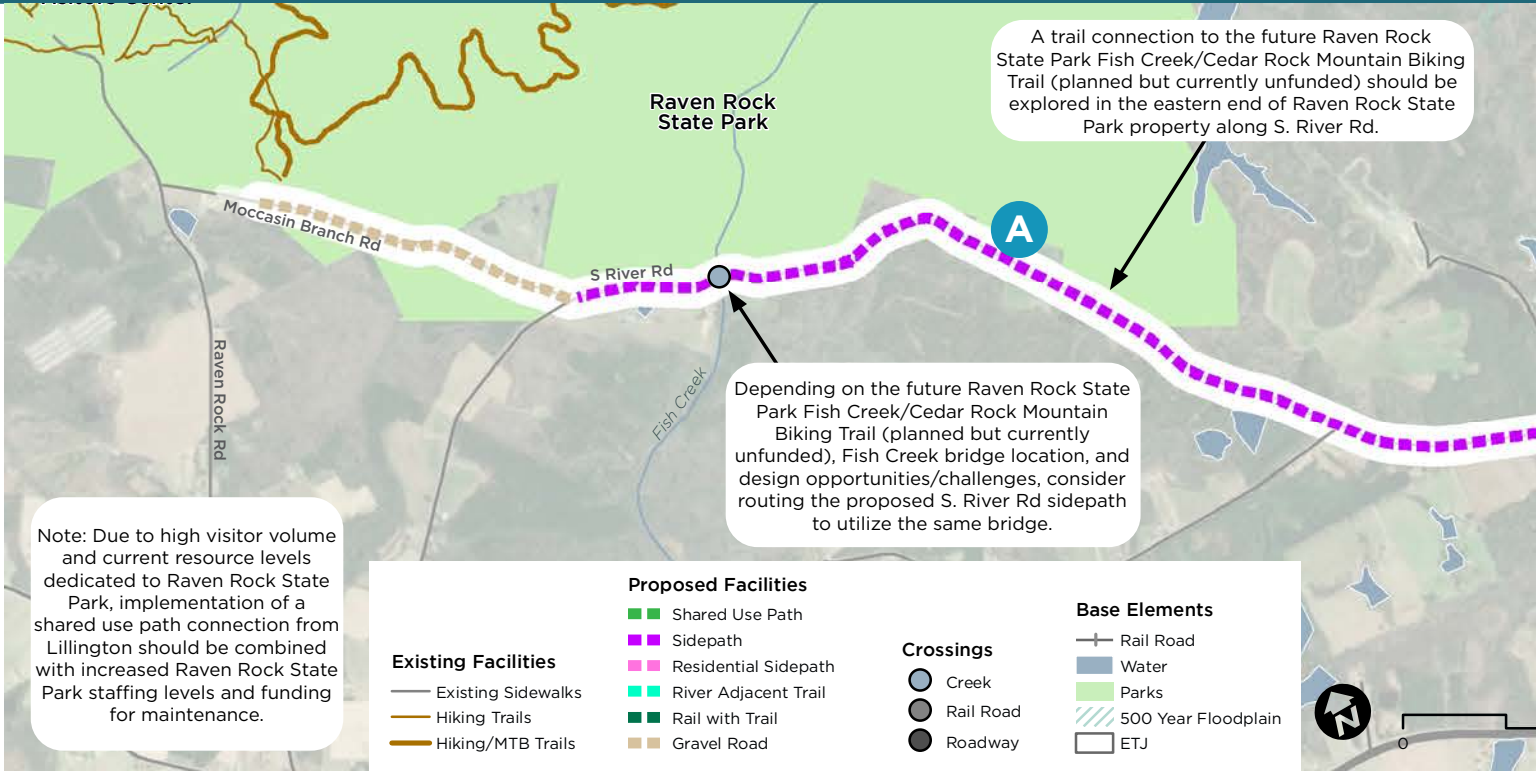 Visitors Center
A trail connection to the future Raven Rock
State Park Fish Creek/Cedar Rock Mountain Biking
Trail (planned but currently unfunded) should be
explored in the eastern end of Raven Rock State
Park property along S. River Rd.
Raven Rock
State Park
A
Moccasin Branch Rd
S River Rd
Raven Rock Rd
Fish Creek
Depending on the future Raven Rock State
Park Fish Creek/Cedar Rock Mountain
Biking Trail (planned but currently
unfunded), Fish Creek bridge location, and
design opportunities/challenges, consider
routing the proposed S. River Rd sidepath
to utilize the same bridge.
Note: Due to high visitor volume
and current resource levels
dedicated to Raven Rock State
Park, implementation of a
shared use path connection from
Lillington should be combined
with increased Raven Rock State
Park staffing levels and funding
for maintenance.
Existing Facilities
Existing Sidewalks
Hiking Trails
Hiking/MTB Trails
Proposed Facilities
Shared Use Path
Sidepath
Residential Sidepath
River Adjacent Trail
Rail with Trail
Gravel Road
Crossings
Creek
Rail Road
Roadway
Base Elements
Rail Road
Water
Parks
500 Year Floodplain
ETJ
N
0